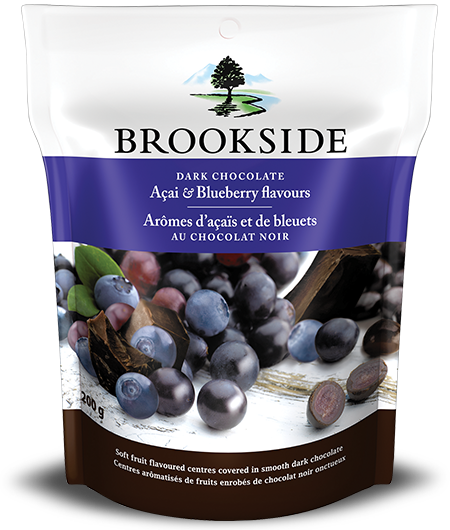 BROOKSIDE
DARK CHOCOLATE
Açai & Blueberry flavours
Arômes d'açaïs et de bleuets
AU CHOCOLAT NOIR
200 g
Soft fruit flavoured centres covered in smooth dark chocolate
Centres arômatisés de fruits enrobés de chocolat noir onctueux